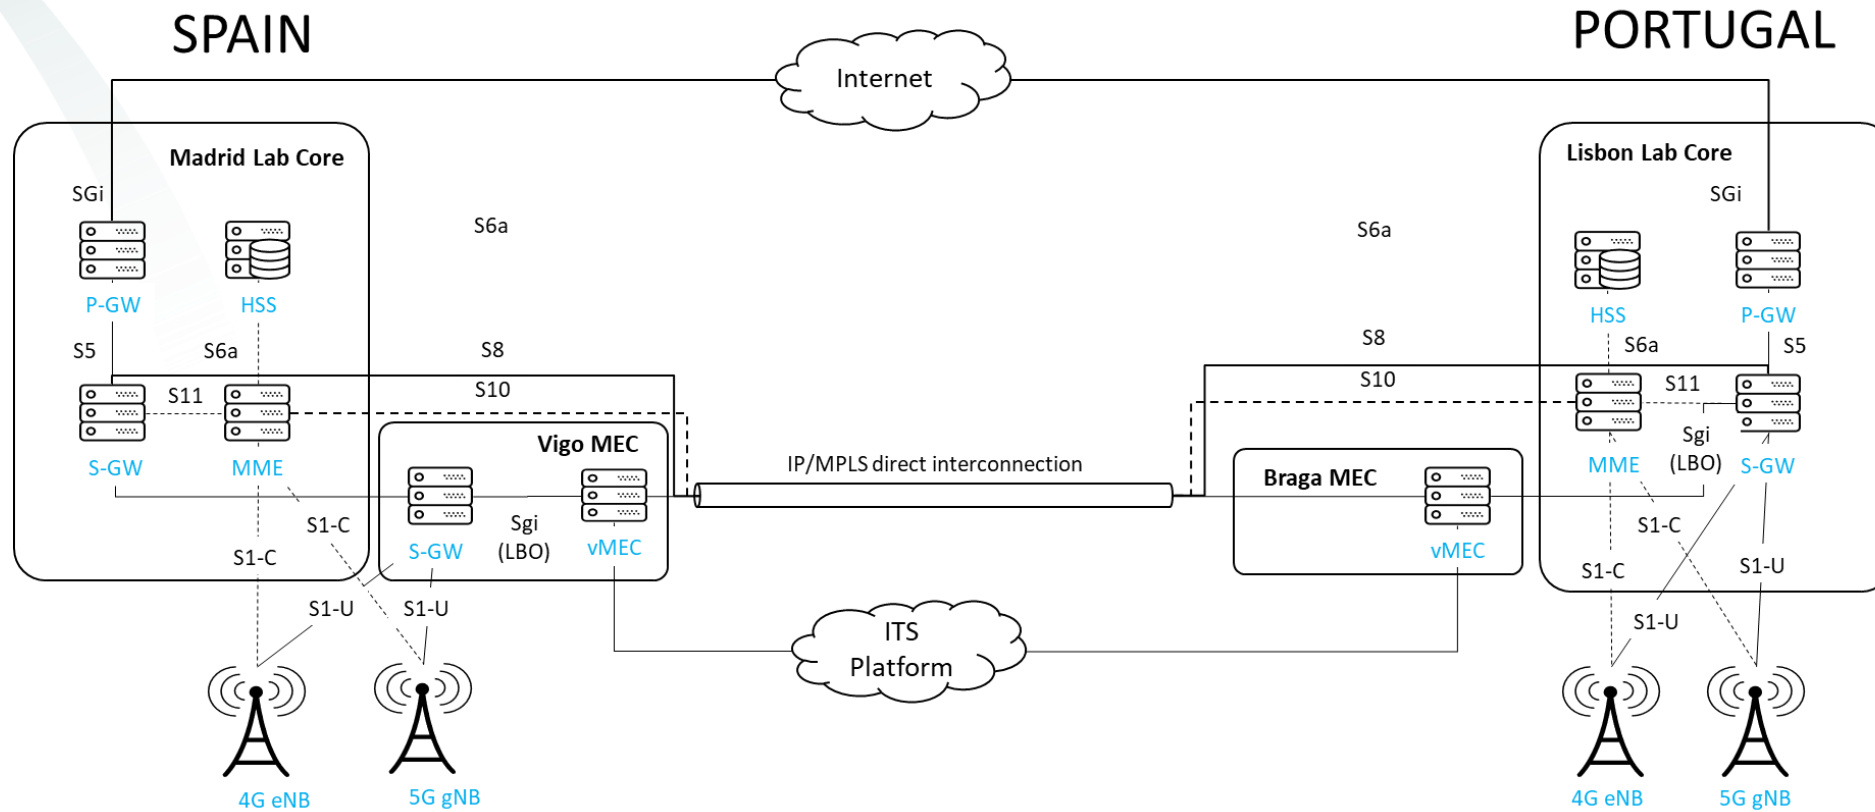 SPAIN
PORTUGAL
Internet
Madrid Lab Core
Lisbon Lab Core
SGi
SGi
S6a
S6a
P-GW
HSS
HSS
P-GW
S5
S6a
S8
S8
S6a
S5
S11
S10
S10
S11
S-GW
MME
Vigo MEC
IP/MPLS direct interconnection
Braga MEC
Sgi
(LBO)
MME
S-GW
S1-C
S1-C
Sgi
(LBO)
S-GW
vMEC
vMEC
S1-C
S1-C
S1-U
S1-U
S1-U
S1-U
ITS
Platform
4G eNB
5G gNB
4G eNB
5G gNB